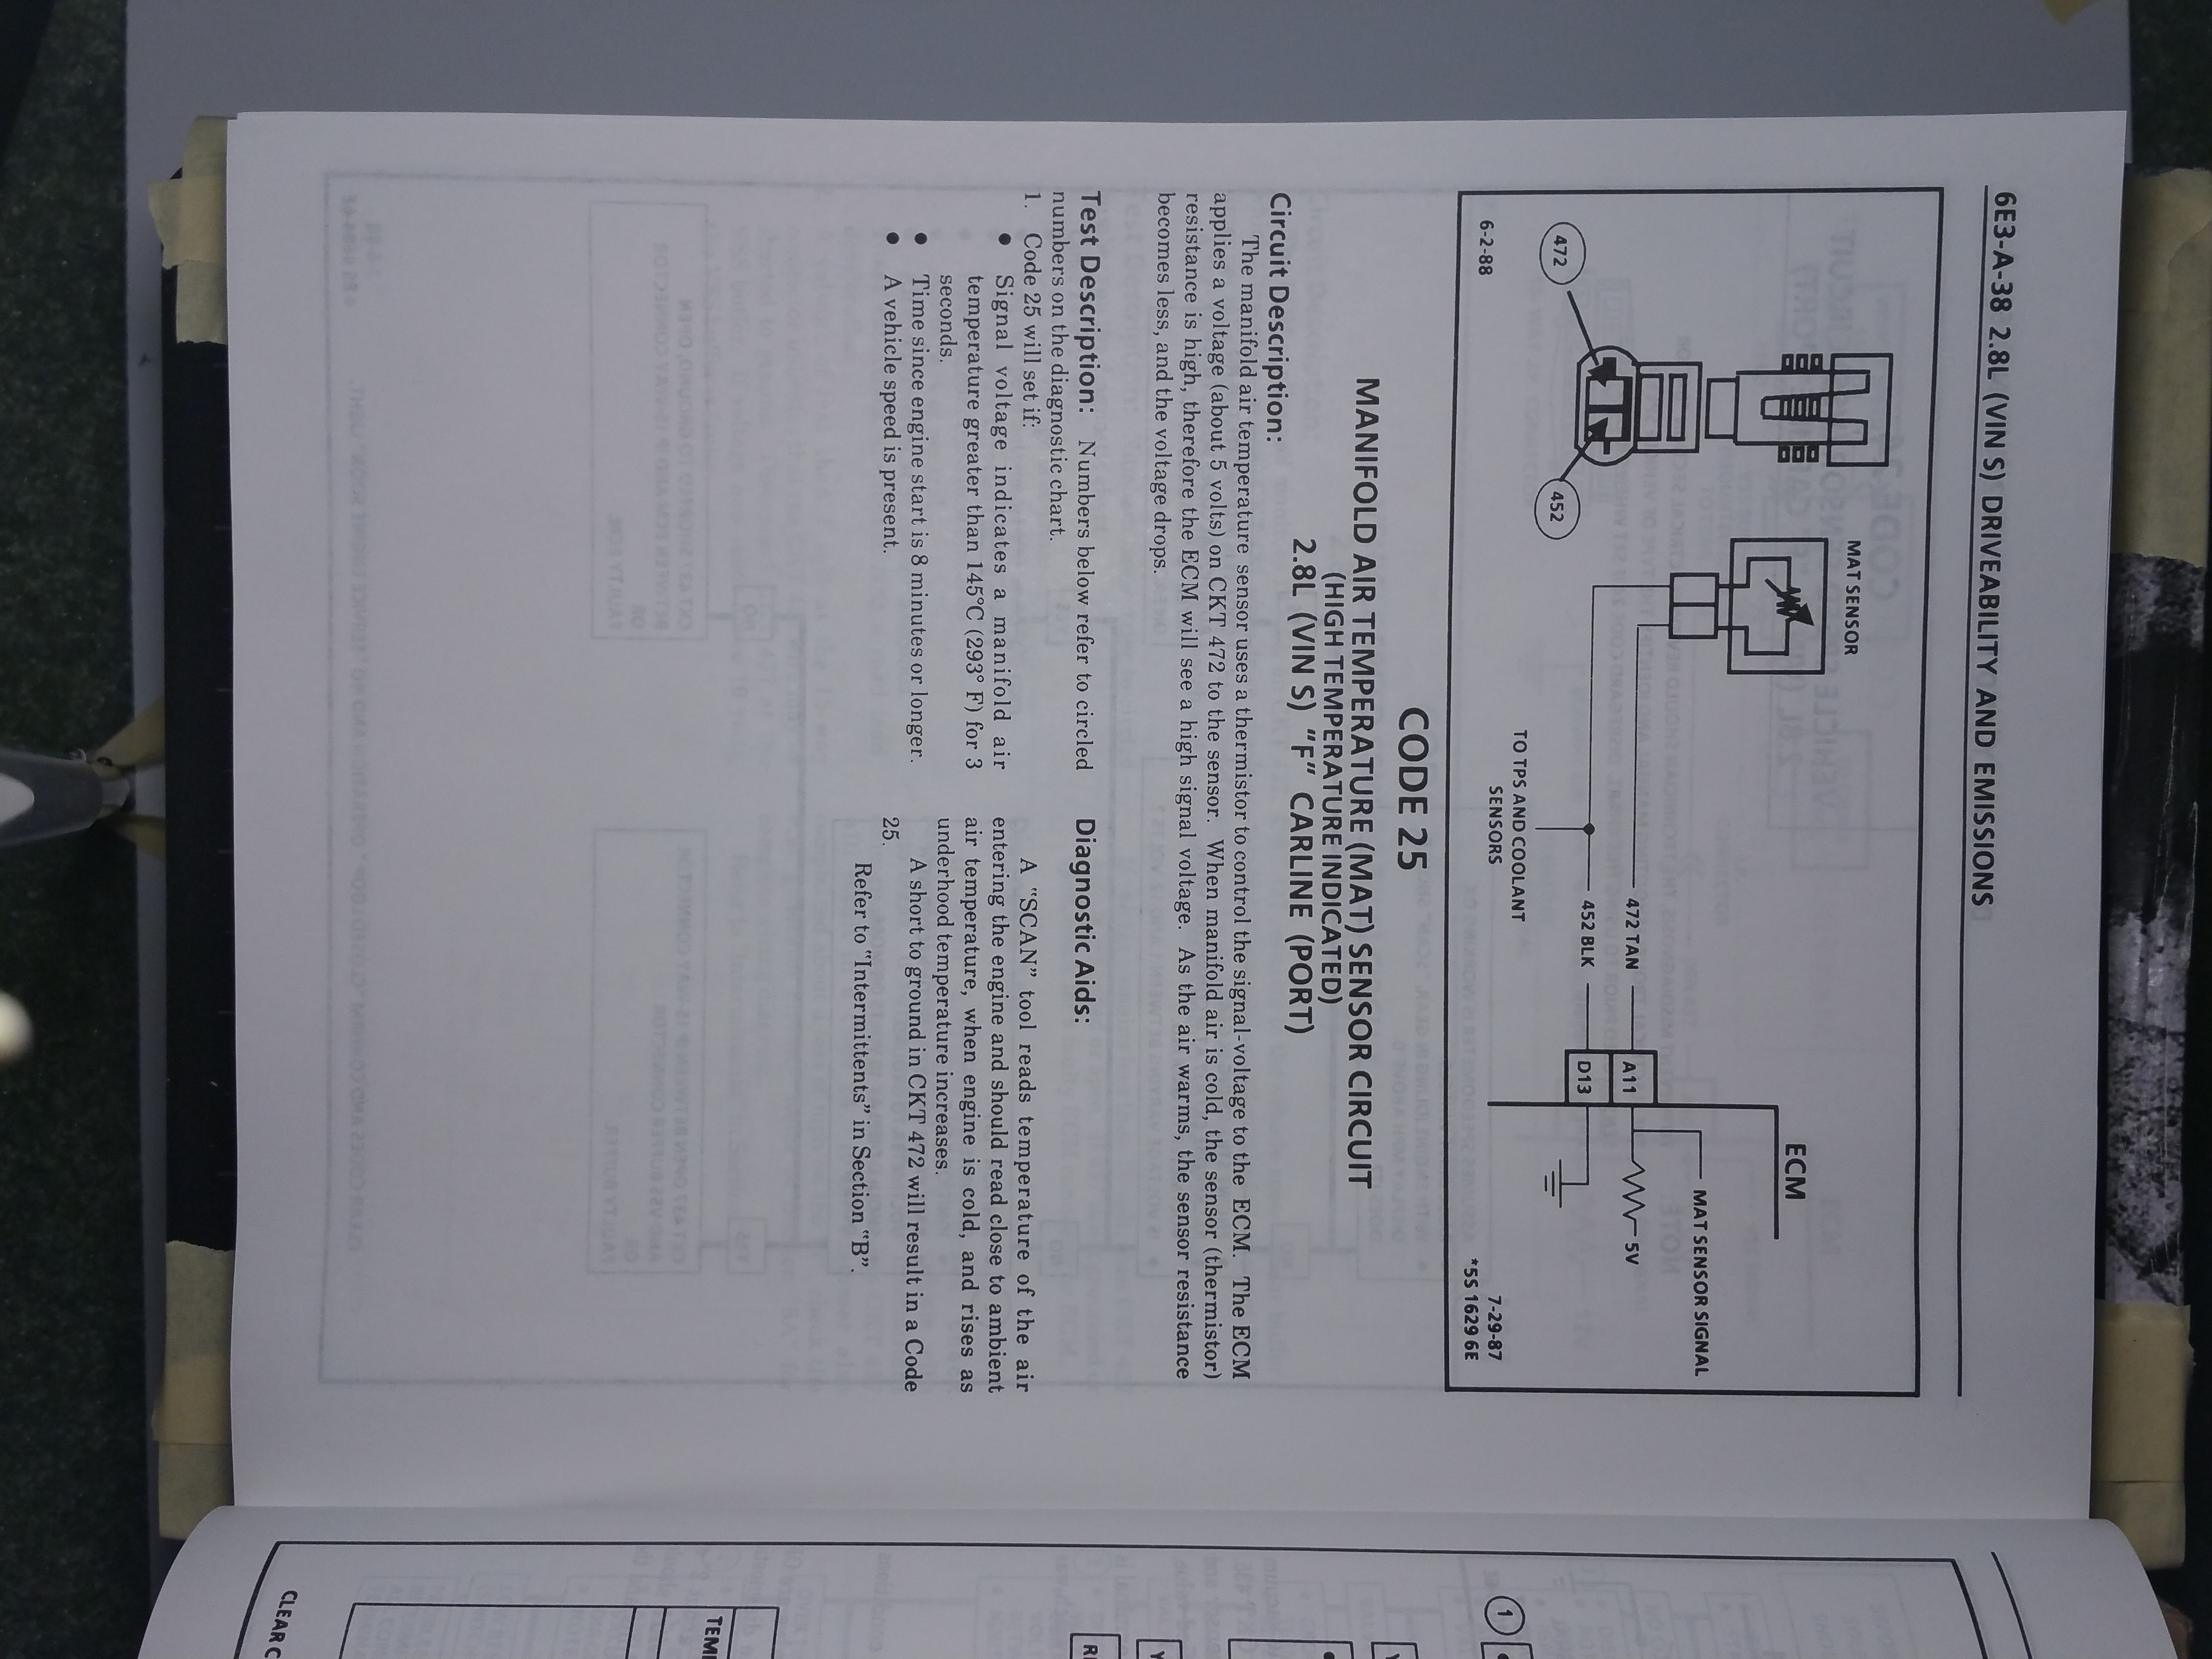 6E3-A-38 2.8L (VIN S) DRIVEABILITY AND EMISSIONS
MAT SENSOR
ECM
MAT SENSOR SIGNAL
472
452
472 TAN
A11
5V
452 BLK
D13
TO TPS AND COOLANT
SENSORS
6-2-88
7-29-87
*5S 1629 6E
CODE 25
MANIFOLD AIR TEMPERATURE (MAT) SENSOR CIRCUIT
(HIGH TEMPERATURE INDICATED)
2.8L (VIN S) "F" CARLINE (PORT)
Circuit Description:
The manifold air temperature sensor uses a thermistor to control the signal-voltage to the ECM. The ECM
applies a voltage (about 5 volts) on CKT 472 to the sensor. When manifold air is cold, the sensor (thermistor)
resistance is high, therefore the ECM will see a high signal voltage. As the air warms, the sensor resistance
becomes less, and the voltage drops.
Test Description: Numbers below refer to circled
numbers on the diagnostic chart.
1. Code 25 will set if:
● Signal voltage indicates a manifold air
temperature greater than 145°C (293° F) for 3
seconds.
● Time since engine start is 8 minutes or longer.
● A vehicle speed is present.
Diagnostic Aids:
A "SCAN" tool reads temperature of the air
entering the engine and should read close to ambient
air temperature, when engine is cold, and rises as
underhood temperature increases.
A short to ground in CKT 472 will result in a Code
25.
Refer to "Intermittents" in Section "B".
1
TEM
CLEAR C